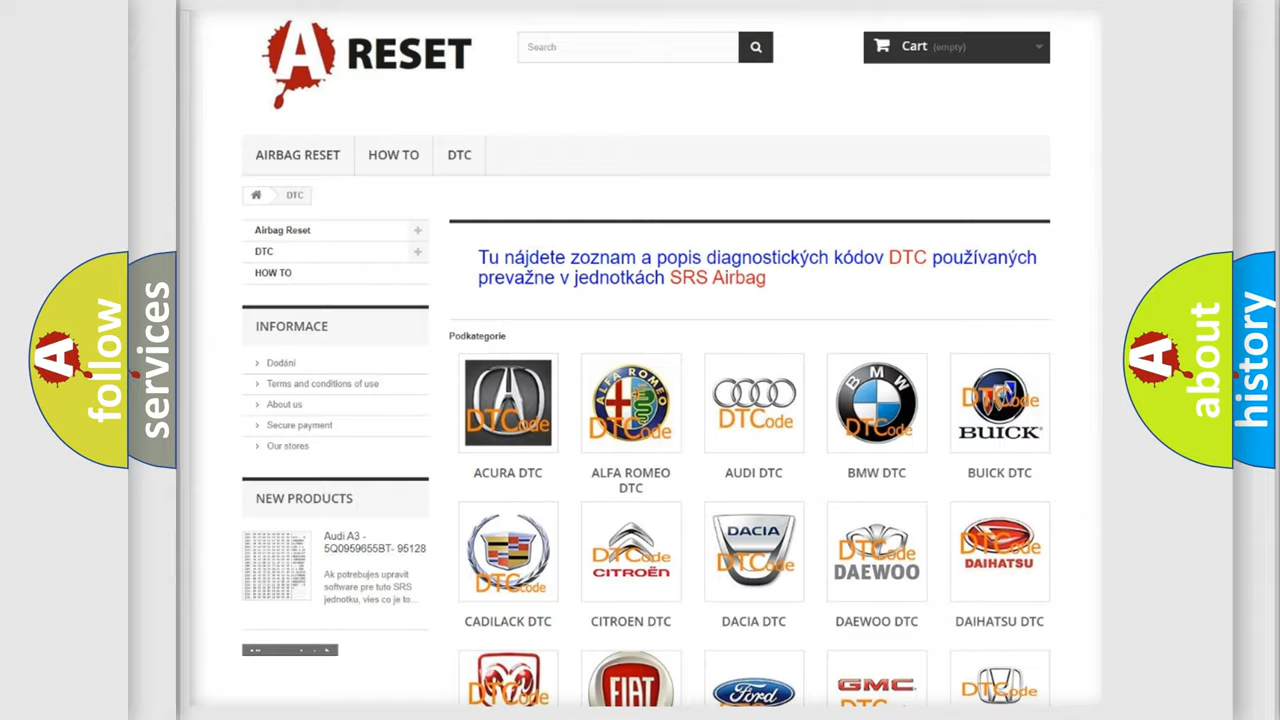 A RESET
Search
Cart (empty)
AIRBAG RESET
HOW TO
DTC
DTC
Airbag Reset
DTC
HOW TO
INFORMACE
Dodání
Terms and conditions of use
About us
Secure payment
Our stores
NEW PRODUCTS
Audi A3 -
5Q0959655BT- 95128
Ak potrebujes upravit
software pre tuto SRS
jednotku, vies co je to...
Tu nájdete zoznam a popis diagnostických kódov DTC používaných
prevažne v jednotkách SRS Airbag
Podkategorie
DTCode
ALFA ROMEO
DTCode
DTCode
BMW
DTCode
DTCode
BUICK
ACURA DTC
ALFA ROMEO
DTC
AUDI DTC
BMW DTC
BUICK DTC
DTCode
DTCode
CITROËN
DACIA
DTCode
DTCode
DAEWOO
DTCode
DAIHATSU
CADILACK DTC
CITROEN DTC
DACIA DTC
DAEWOO DTC
DAIHATSU DTC
DTCode
FIAT
Ford
GMC
DTCode
A follow
services
A about
history